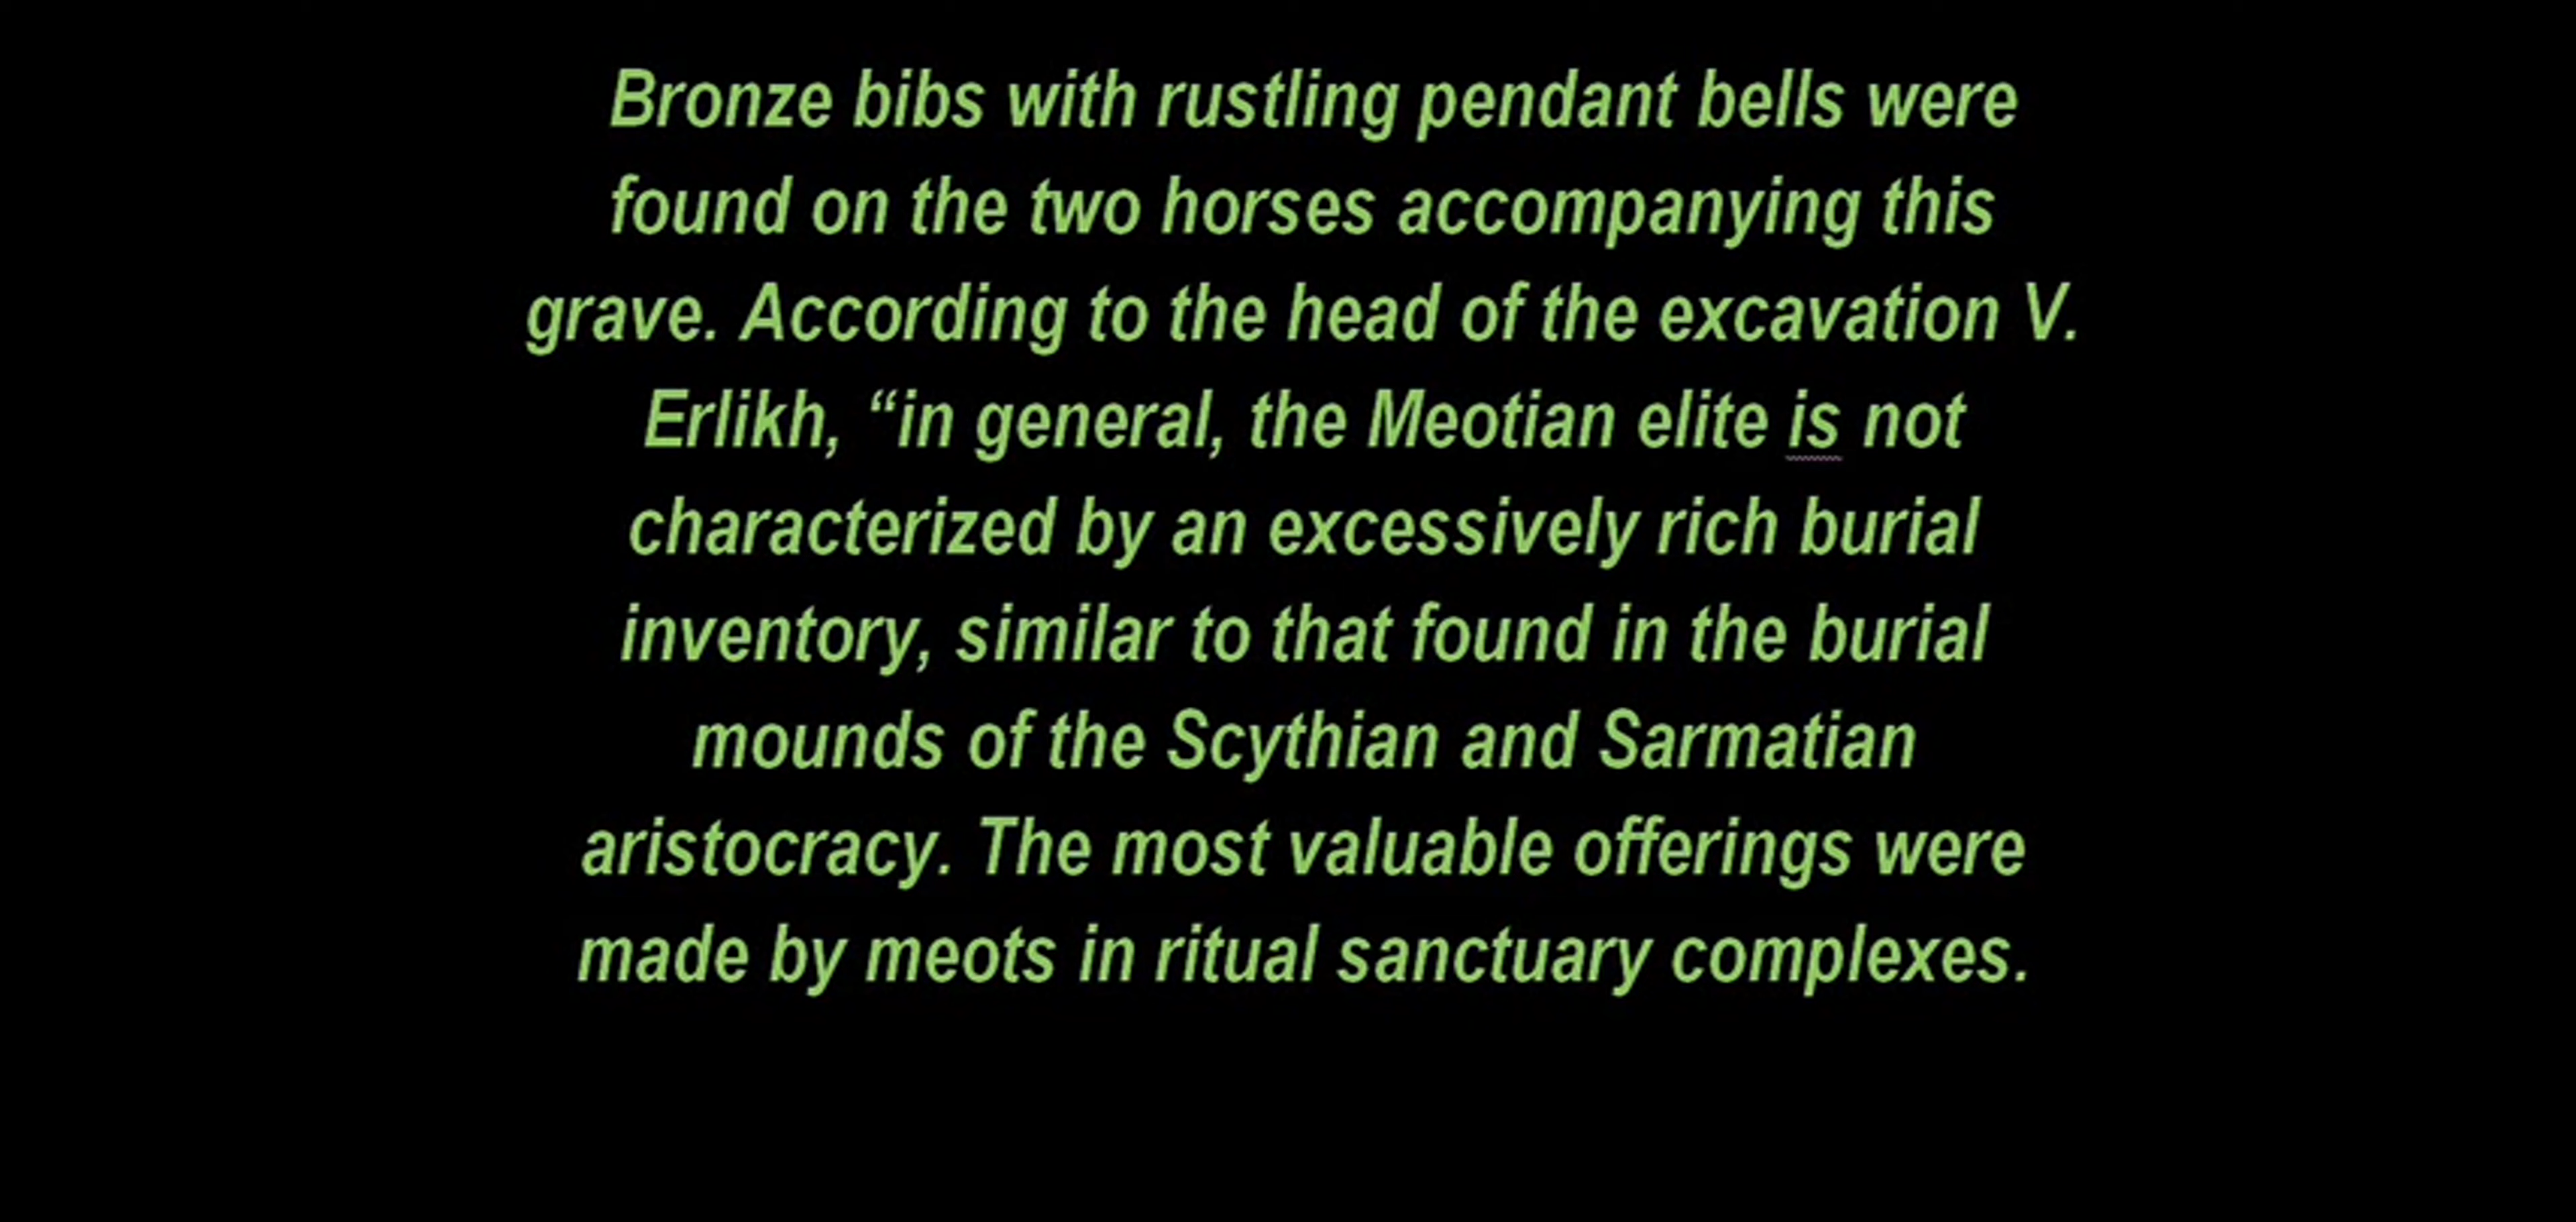 Bronze bibs with rustling pendant bells were
found on the two horses accompanying this
grave. According to the head of the excavation V.
Erlikh, “in general, the Meotian elite is not
characterized by an excessively rich burial
inventory, similar to that found in the burial
mounds of the Scythian and Sarmatian
aristocracy. The most valuable offerings were
made by meots in ritual sanctuary complexes.